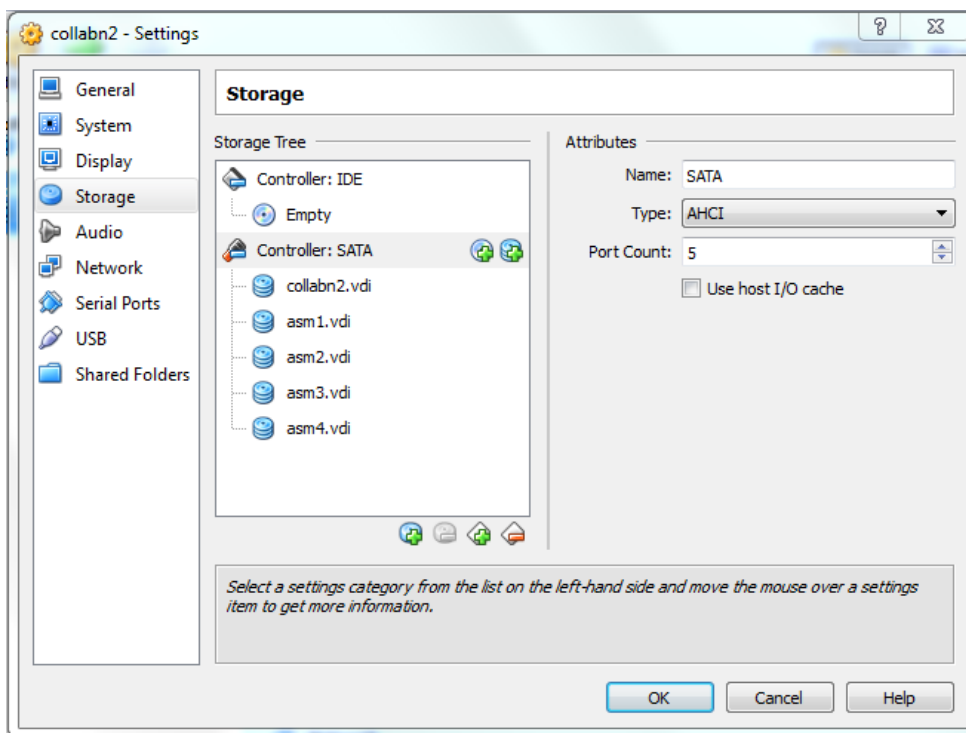 collabn2 - Settings
General
System
Display
Storage
Audio
Network
Serial Ports
USB
Shared Folders
Storage
Storage Tree
Controller: IDE
Empty
Controller: SATA
collabn2.vdi
asm1.vdi
asm2.vdi
asm3.vdi
asm4.vdi
Attributes
Name: SATA
Type: AHCI
Port Count: 5
Use host I/O cache
Select a settings category from the list on the left-hand side and move the mouse over a settings
item to get more information.
OK Cancel Help